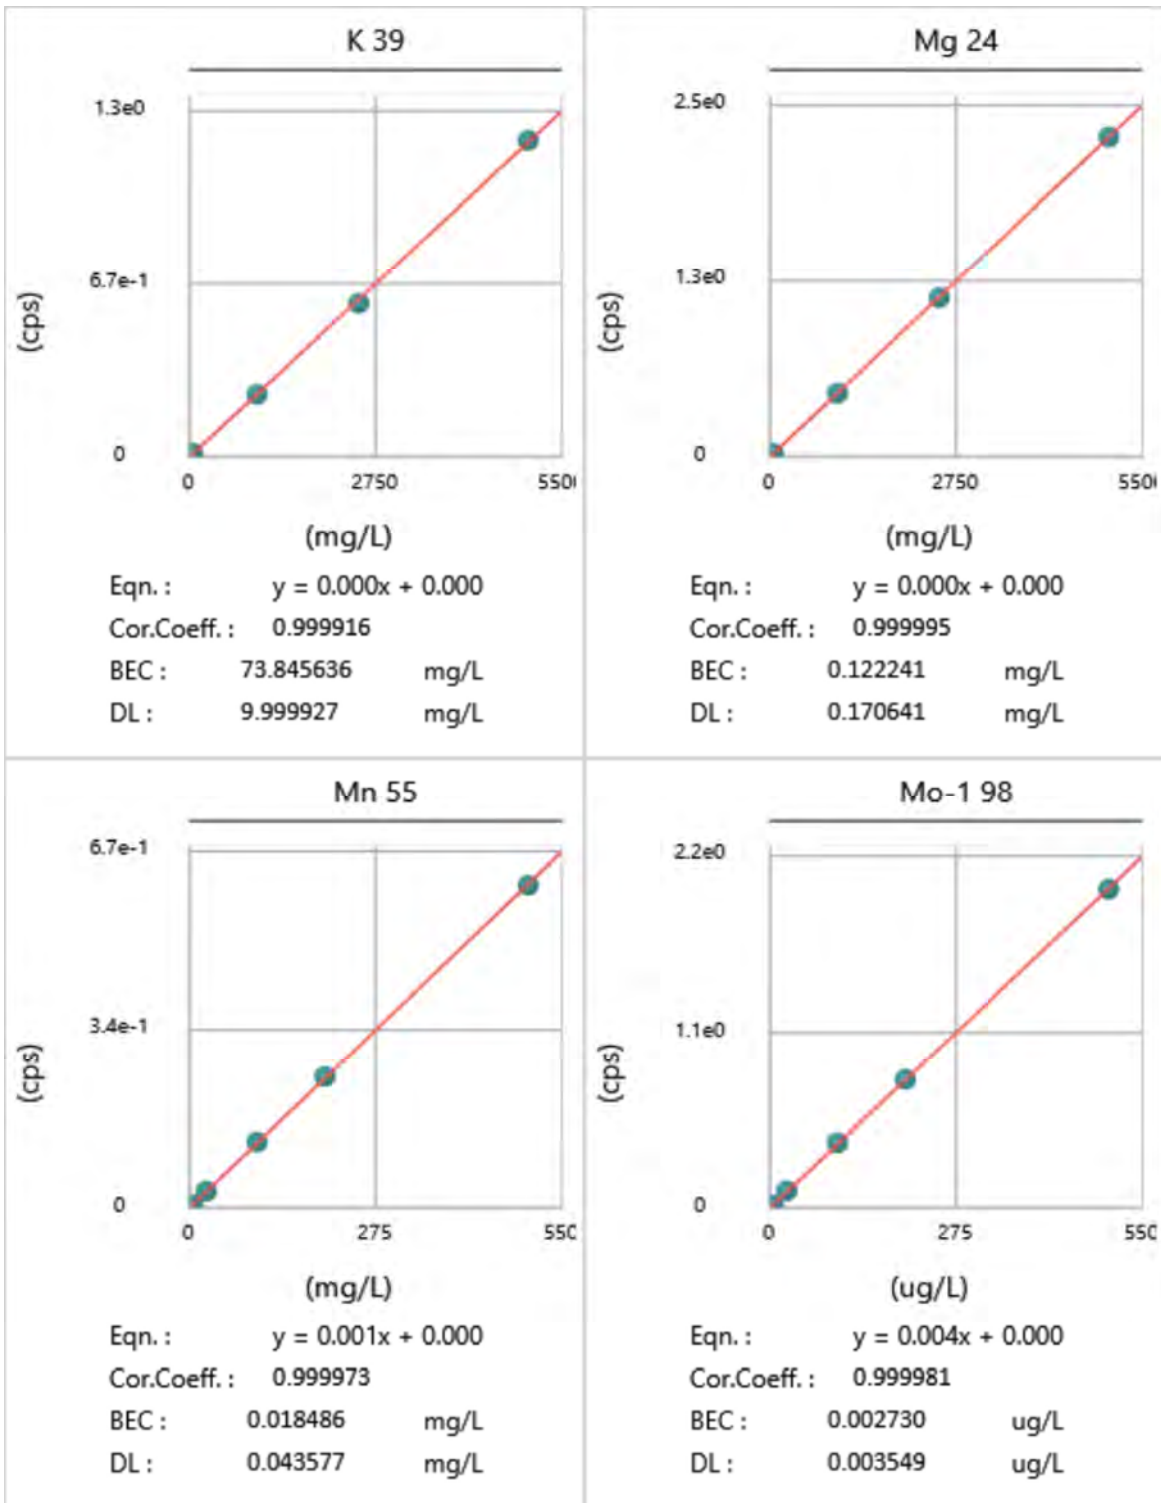 K 39
1.3e0
6.7e-1
0
(cps)
0 2750 550
(mg/L)
Eqn. : y = 0.000x + 0.000
Cor.Coeff. : 0.999916
BEC : 73.845636 mg/L
DL : 9.999927 mg/L
Mg 24
2.5e0
1.3e0
0
(cps)
0 2750 550
(mg/L)
Eqn. : y = 0.000x + 0.000
Cor.Coeff. : 0.999995
BEC : 0.122241 mg/L
DL : 0.170641 mg/L
Mn 55
6.7e-1
3.4e-1
0
(cps)
0 275 550
(mg/L)
Eqn. : y = 0.001x + 0.000
Cor.Coeff. : 0.999973
BEC : 0.018486 mg/L
DL : 0.043577 mg/L
Mo-1 98
2.2e0
1.1e0
0
(cps)
0 275 550
(ug/L)
Eqn. : y = 0.004x + 0.000
Cor.Coeff. : 0.999981
BEC : 0.002730 ug/L
DL : 0.003549 ug/L